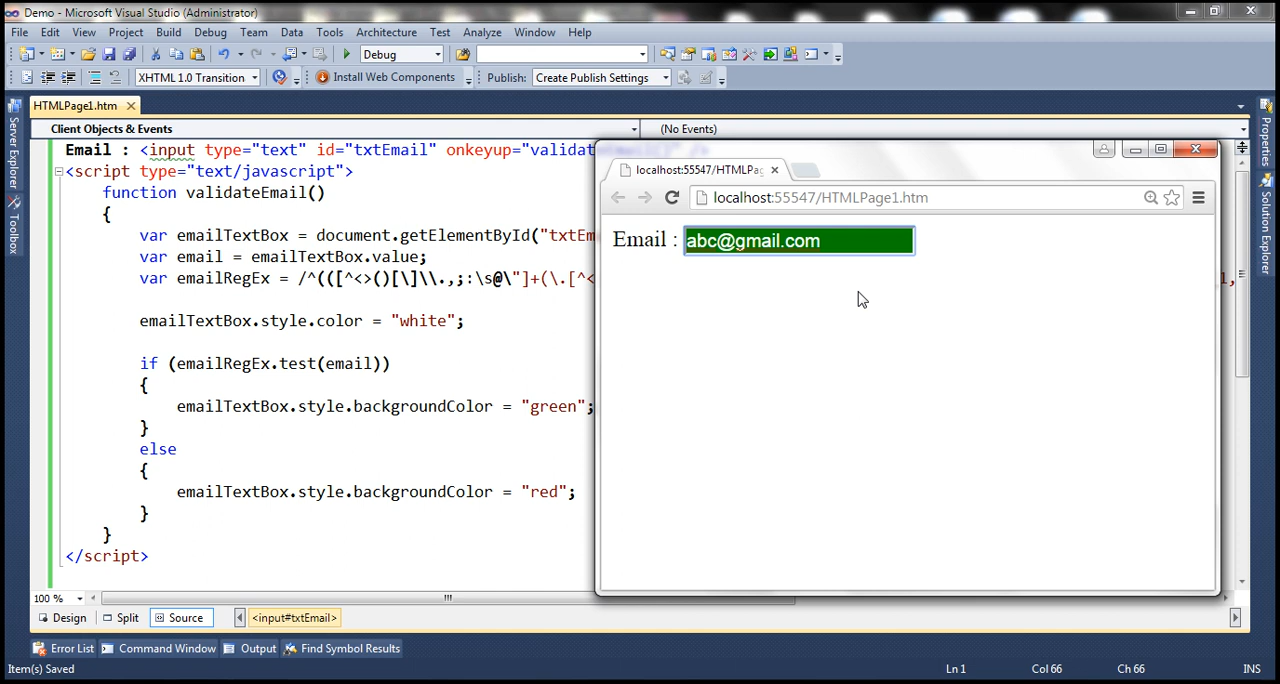 Demo - Microsoft Visual Studio (Administrator)
File Edit View Project Build Debug Team Data Tools Architecture Test Analyze Window Help
Debug
XHTML 1.0 Transition Install Web Components Publish: Create Publish Settings
HTMLPage1.htm
Client Objects & Events (No Events)
Server Explorer
Toolbox
Properties
Solution Explorer
Email : <input type="text" id="txtEmail" onkeyup="validat
<script type="text/javascript">
function validateEmail()
{
var emailTextBox = document.getElementById("txtEm
var email = emailTextBox.value;
var emailRegEx = /^(([^<>()[\]\\.,;:\s@\"]+(\.[^< 1,
emailTextBox.style.color = "white";
if (emailRegEx.test(email))
{
emailTextBox.style.backgroundColor = "green";
}
else
{
emailTextBox.style.backgroundColor = "red";
}
}
</script>
localhost:55547/HTMLPag
localhost:55547/HTMLPage1.htm
Email : abc@gmail.com
100 %
Design Split Source <input#txtEmail>
Error List Command Window Output Find Symbol Results
Item(s) Saved Ln 1 Col 66 Ch 66 INS